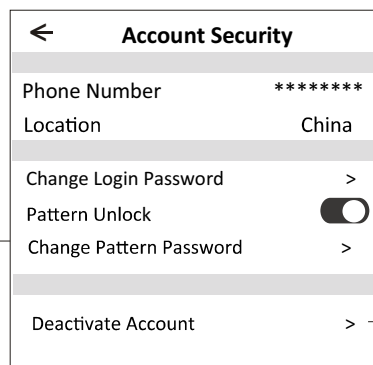 Account Security
Phone Number ********
Location China
Change Login Password >
Pattern Unlock
Change Pattern Password >
Deactivate Account >